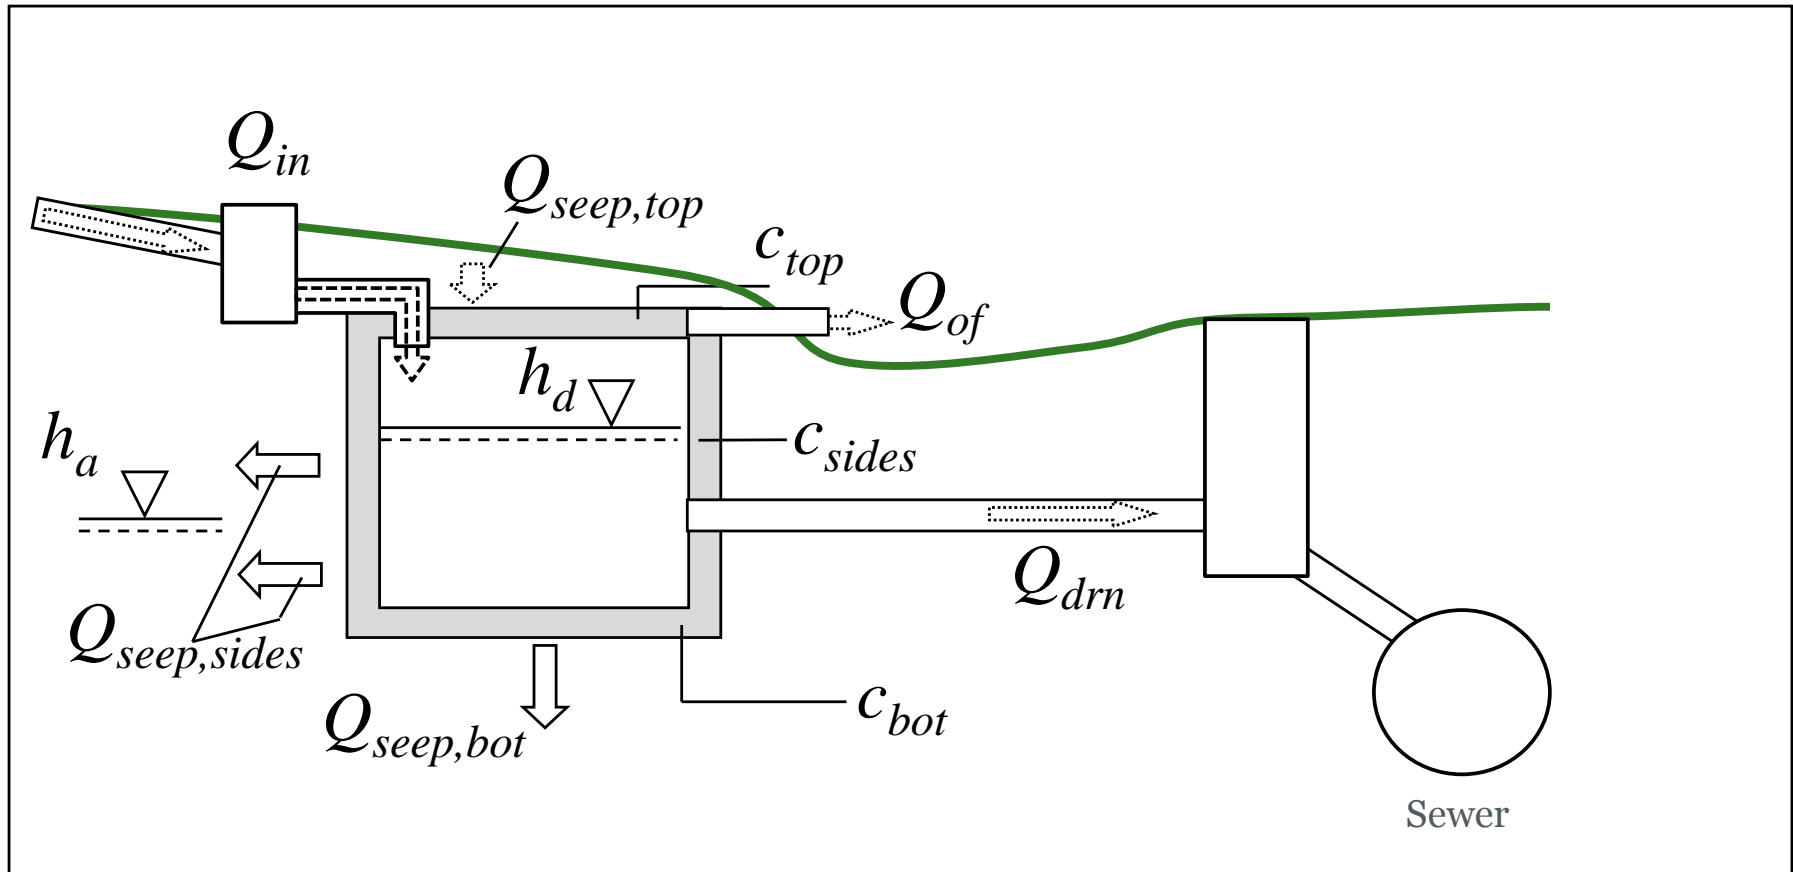 Q_in
Q_seep,top
c_top
Q_of
h_d
h_a
c_sides
Q_drn
Q_seep,sides
Q_seep,bot
c_bot
Sewer